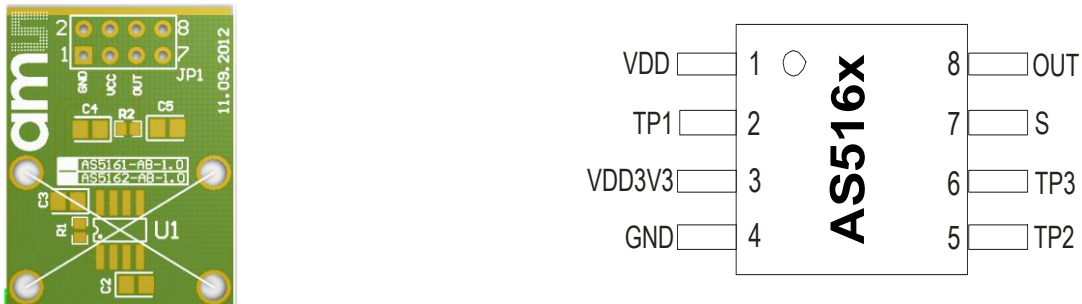 am
2
8
1
7
GND
VCC
OUT
JP1
11.09.2012
C4
R2
C5
AS5161-AB-1.0
AS5162-AB-1.0
C3
R1
U1
C2
VDD 1
TP1 2
VDD3V3 3
GND 4
AS516x
8 OUT
7 S
6 TP3
5 TP2